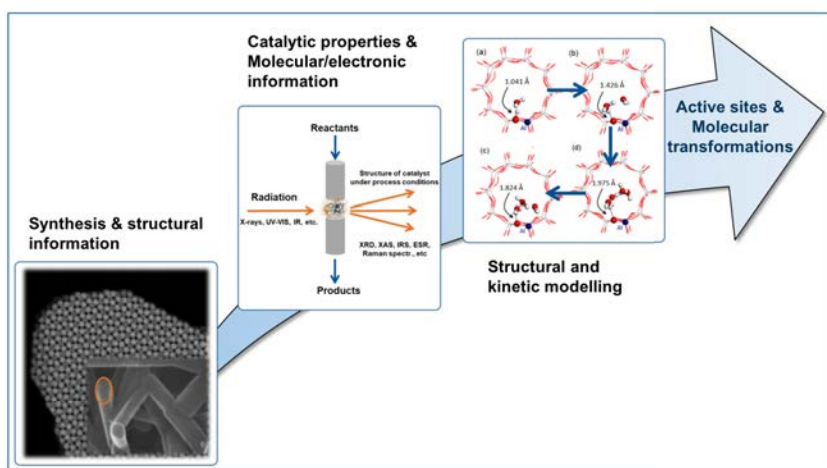 Synthesis & structural
information
Catalytic properties &
Molecular/electronic
information
Reactants
Radiation
X-rays, UV-VIS, IR, etc.
Structure of catalyst
under process conditions
XRD, XAS, IRS, ESR,
Raman spectr., etc
Products
(a)
1.041 Å
Al
(b)
1.426 Å
Al
(c)
1.824 Å
Al
(d)
1.975 Å
Al
Structural and
kinetic modelling
Active sites &
Molecular
transformations